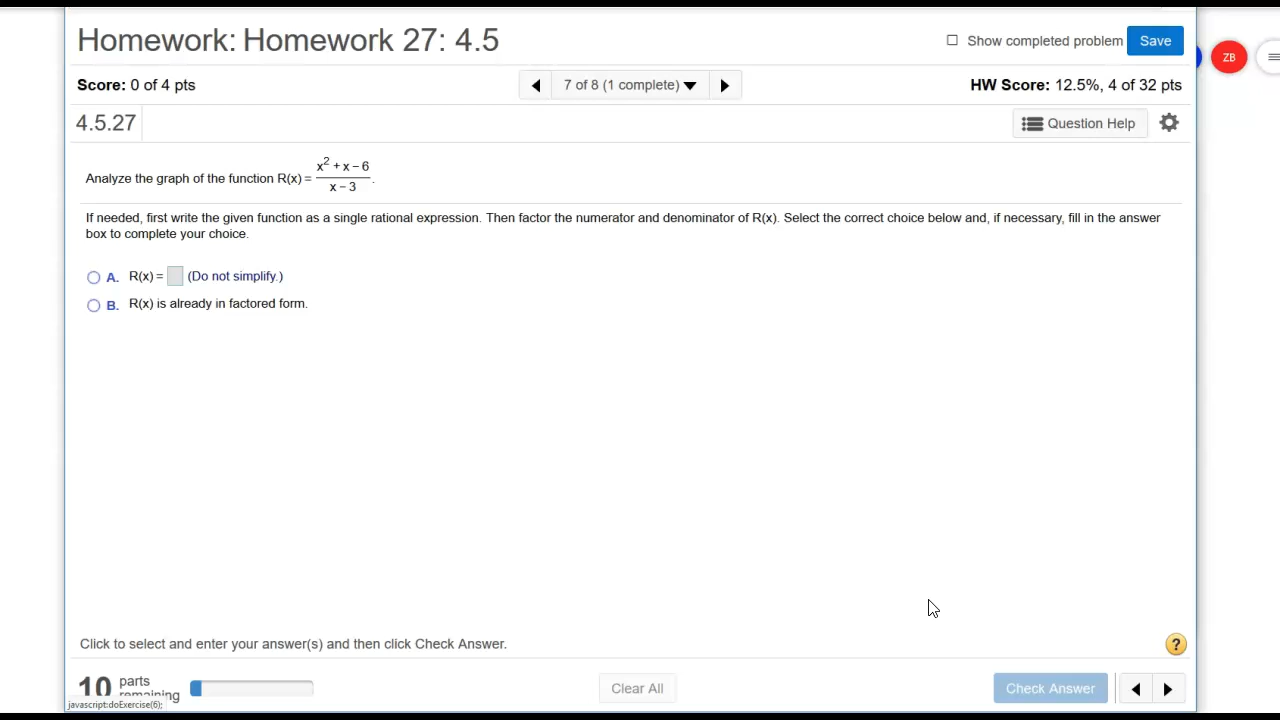 Homework: Homework 27: 4.5
Show completed problem
Save
ZB
Score: 0 of 4 pts
7 of 8 (1 complete)
HW Score: 12.5%, 4 of 32 pts
4.5.27
Question Help
Analyze the graph of the function R(x) = x² + x − 6 / x − 3 .
If needed, first write the given function as a single rational expression. Then factor the numerator and denominator of R(x). Select the correct choice below and, if necessary, fill in the answer
box to complete your choice.
A. R(x) = (Do not simplify.)
B. R(x) is already in factored form.
Click to select and enter your answer(s) and then click Check Answer.
?
10 parts
remaining
Clear All
Check Answer
javascript:doExercise(6);